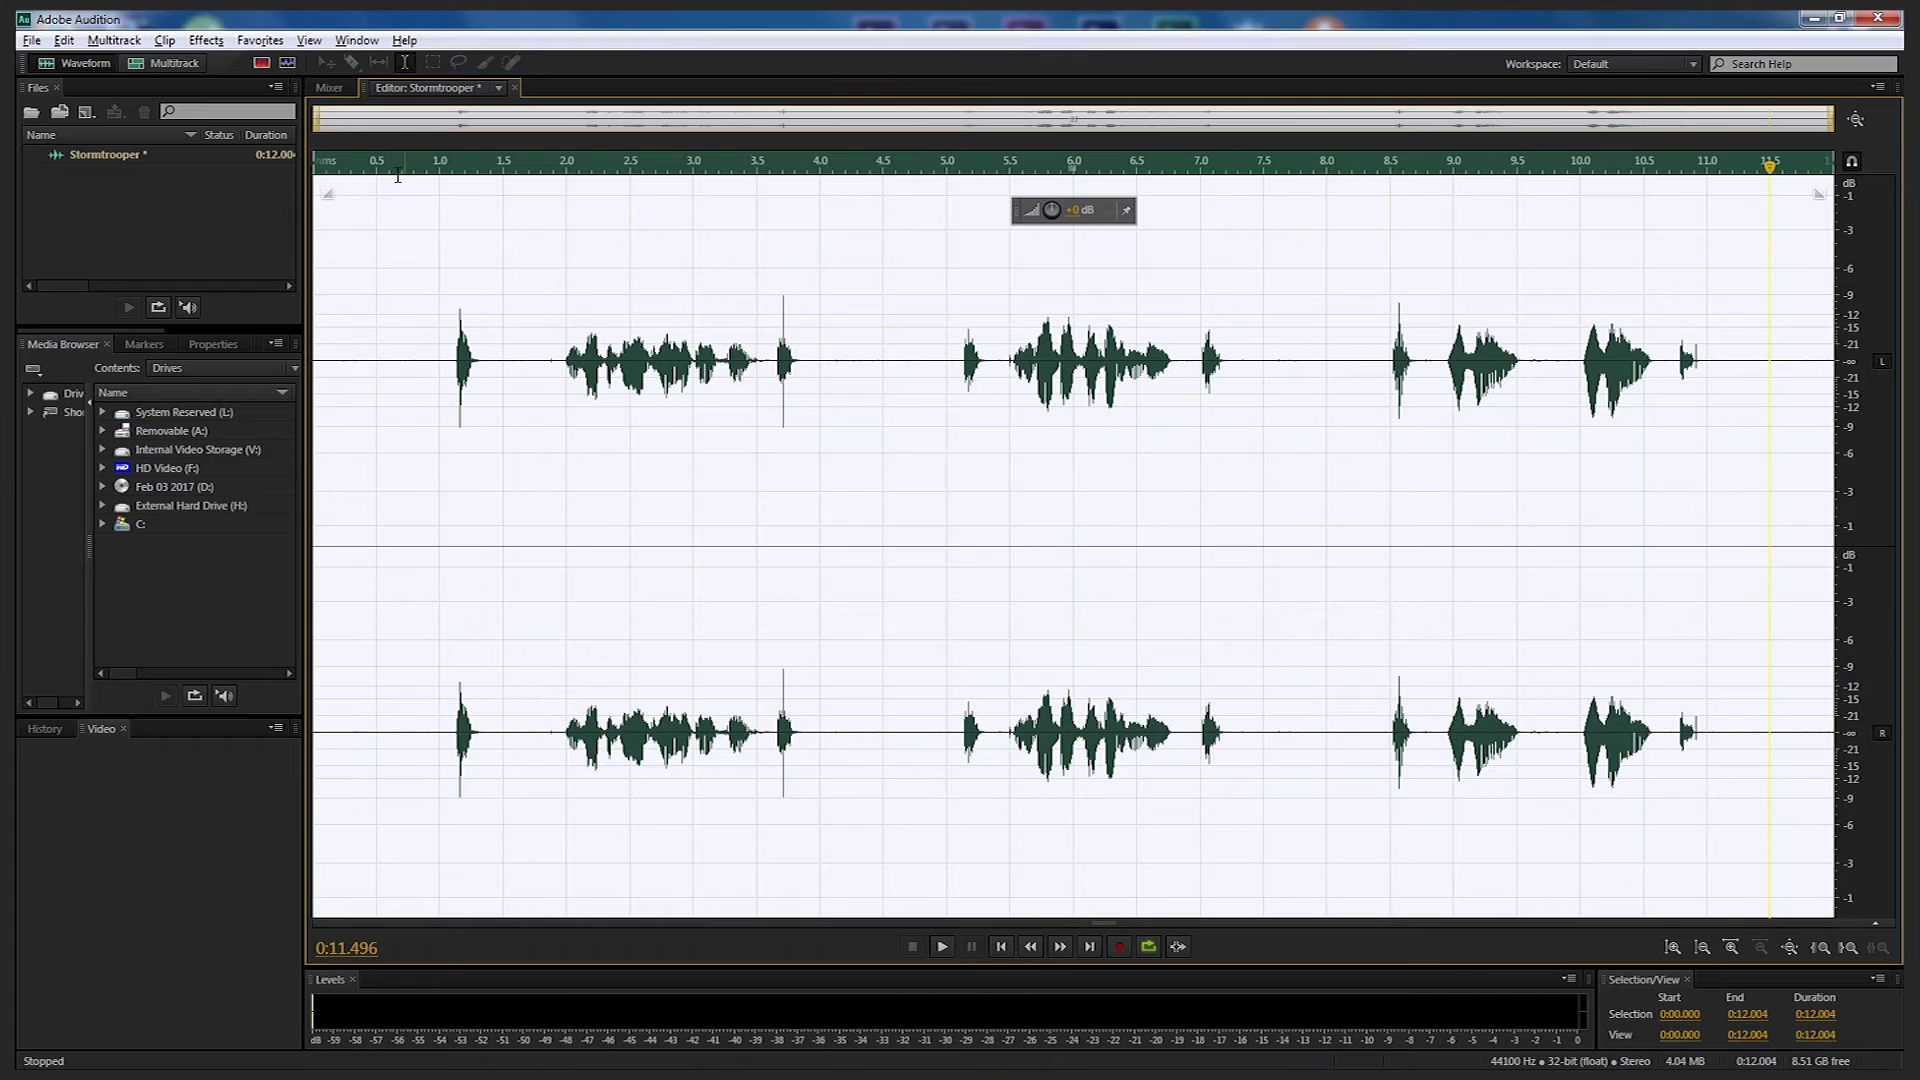 Au Adobe Audition
File Edit Multitrack Clip Effects Favorites View Window Help
Waveform Multitrack Workspace: Default Search Help
Files
Name Status Duration
Stormtrooper * 0:12.00
Mixer Editor: Stormtrooper *
hms 0.5 1.0 1.5 2.0 2.5 3.0 3.5 4.0 4.5 5.0 5.5 6.0 6.5 7.0 7.5 8.0 8.5 9.0 9.5 10.0 10.5 11.0 11.5
+0 dB
dB
-1
-3
-6
-9
-12
-15
-21
-∞ L
-21
-15
-12
-9
-6
-3
-1
dB
-1
-3
-6
-9
-12
-15
-21
-∞ R
-21
-15
-12
-9
-6
-3
-1
Media Browser Markers Properties
Contents: Drives
Driv
Shor
Name
System Reserved (L:)
Removable (A:)
Internal Video Storage (V:)
HD Video (F:)
Feb 03 2017 (D:)
External Hard Drive (H:)
C:
History Video
0:11.496
Levels
dB -59 -58 -57 -56 -55 -54 -53 -52 -51 -50 -49 -48 -47 -46 -45 -44 -43 -42 -41 -40 -39 -38 -37 -36 -35 -34 -33 -32 -31 -30 -29 -28 -27 -26 -25 -24 -23 -22 -21 -20 -19 -18 -17 -16 -15 -14 -13 -12 -11 -10 -9 -8 -7 -6 -5 -4 -3 -2 -1 0
Selection/View
Start End Duration
Selection 0:00.000 0:12.004 0:12.004
View 0:00.000 0:12.004 0:12.004
Stopped
44100 Hz ● 32-bit (float) ● Stereo 4.04 MB 0:12.004 8.51 GB free